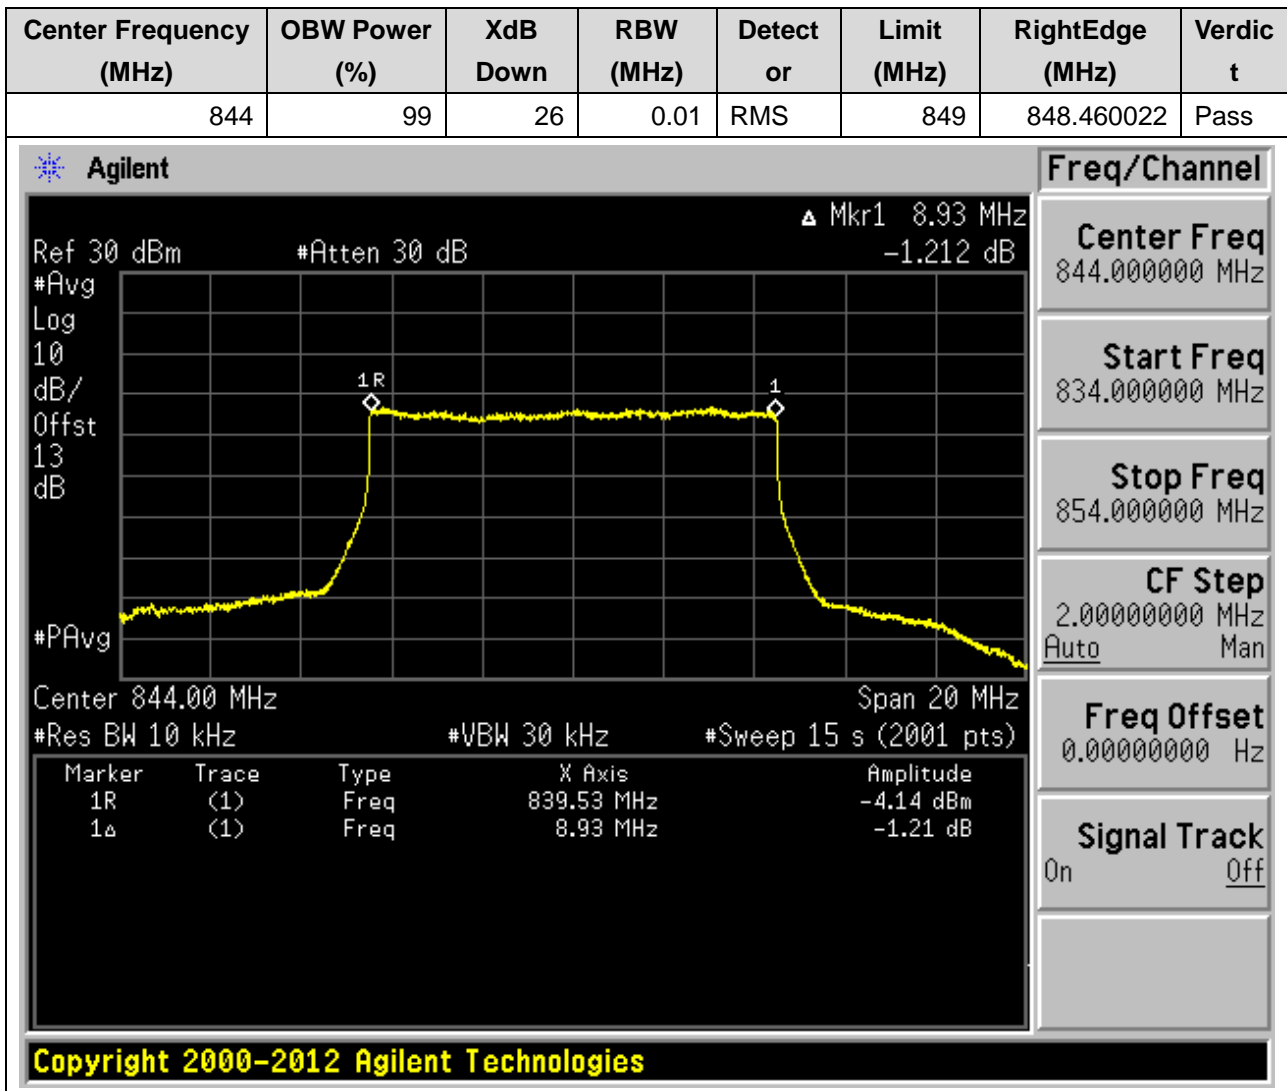 Center Frequency OBW Power XdB RBW Detect Limit RightEdge Verdic
(MHz) (%) Down (MHz) or (MHz) (MHz) t
844 99 26 0.01 RMS 849 848.460022 Pass
Agilent Freq/Channel
Δ Mkr1 8.93 MHz
Ref 30 dBm #Atten 30 dB -1.212 dB
#Avg
Log
10
dB/
Offst
13
dB
#PAvg
1R
1
Center 844.00 MHz Span 20 MHz
#Res BW 10 kHz #VBW 30 kHz #Sweep 15 s (2001 pts)
Marker Trace Type X Axis Amplitude
1R (1) Freq 839.53 MHz -4.14 dBm
1Δ (1) Freq 8.93 MHz -1.21 dB
Center Freq
844.000000 MHz
Start Freq
834.000000 MHz
Stop Freq
854.000000 MHz
CF Step
2.00000000 MHz
Auto Man
Freq Offset
0.00000000 Hz
Signal Track
On Off
Copyright 2000-2012 Agilent Technologies